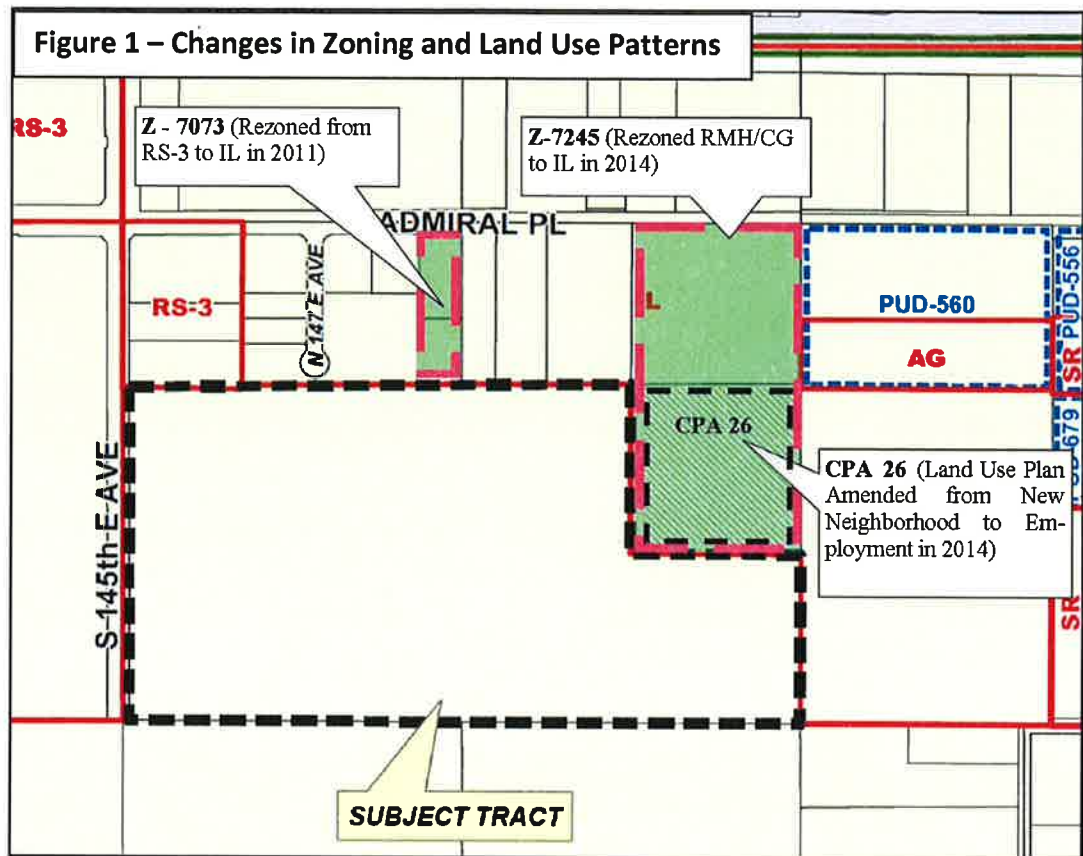 Figure 1 – Changes in Zoning and Land Use Patterns
RS-3
Z - 7073 (Rezoned from
RS-3 to IL in 2011)
Z-7245 (Rezoned RMH/CG
to IL in 2014)
ADMIRAL PL
RS-3
N 147 E AVE
L
PUD-560
AG
PUD-556
SR
CPA 26
679
CPA 26 (Land Use Plan
Amended from New
Neighborhood to Em-
ployment in 2014)
S 145th E AVE
SR
SUBJECT TRACT